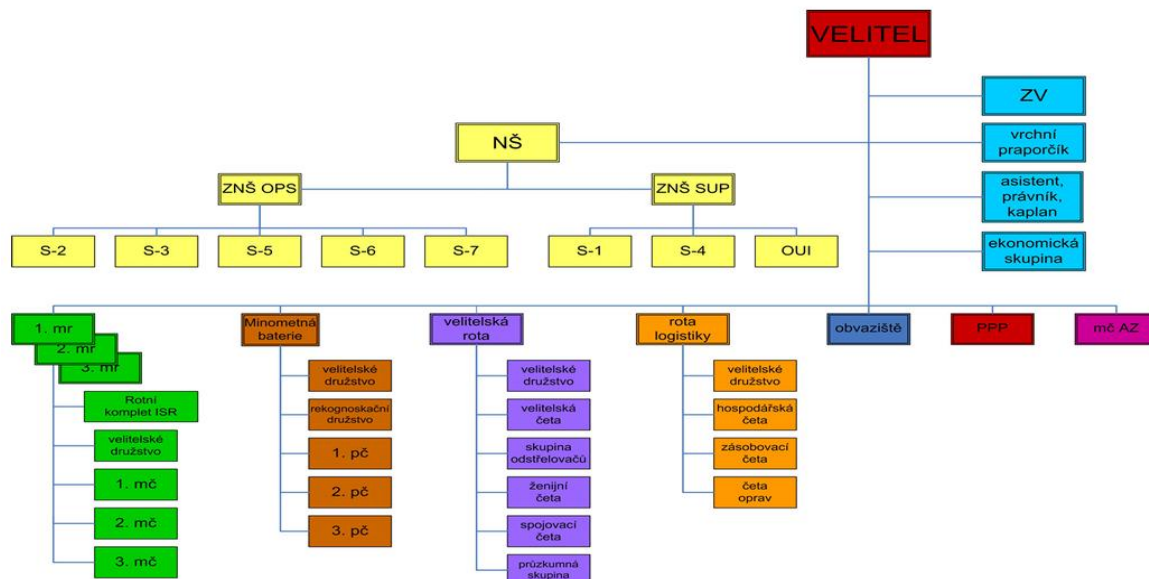 VELITEL
ZV
NŠ
vrchní
praporčík
ZNŠ OPS
ZNŠ SUP
asistent,
právník,
kaplan
S-2
S-3
S-5
S-6
S-7
S-1
S-4
OUI
ekonomická
skupina
1. mr
2. mr
3. mr
Rotní
komplet ISR
velitelské
družstvo
1. mč
2. mč
3. mč
Minometná
baterie
velitelské
družstvo
rekognoskační
družstvo
1. pč
2. pč
3. pč
velitelská
rota
velitelské
družstvo
velitelská
četa
skupina
odstřelovačů
ženijní
četa
spojovací
četa
průzkumná
skupina
rota
logistiky
velitelské
družstvo
hospodářská
četa
zásobovací
četa
četa
oprav
obvaziště
PPP
mč AZ